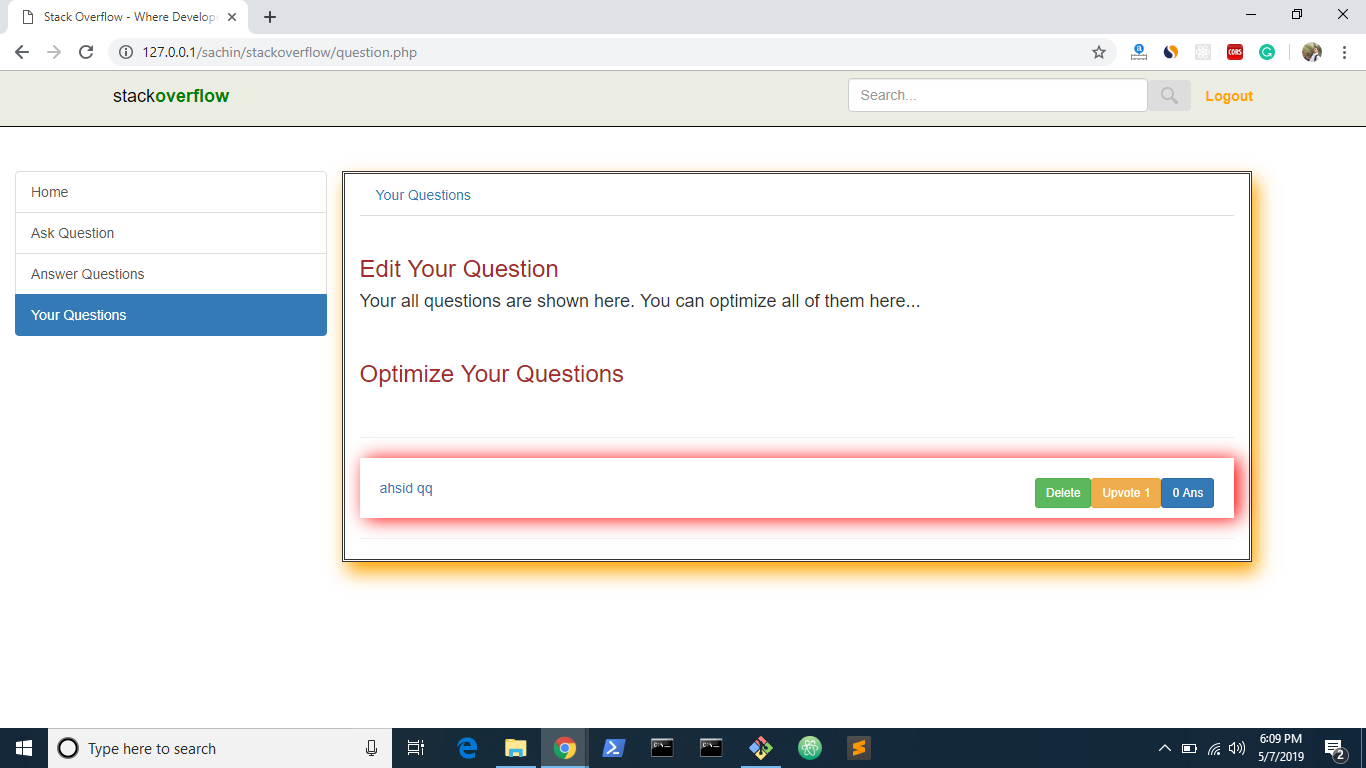 Stack Overflow - Where Develop
127.0.0.1/sachin/stackoverflow/question.php
CORS
stackoverflow
Search...
Logout
Home
Ask Question
Answer Questions
Your Questions
Your Questions
Edit Your Question
Your all questions are shown here. You can optimize all of them here...
Optimize Your Questions
ahsid qq
Delete
Upvote 1
0 Ans
Type here to search
6:09 PM
5/7/2019
2